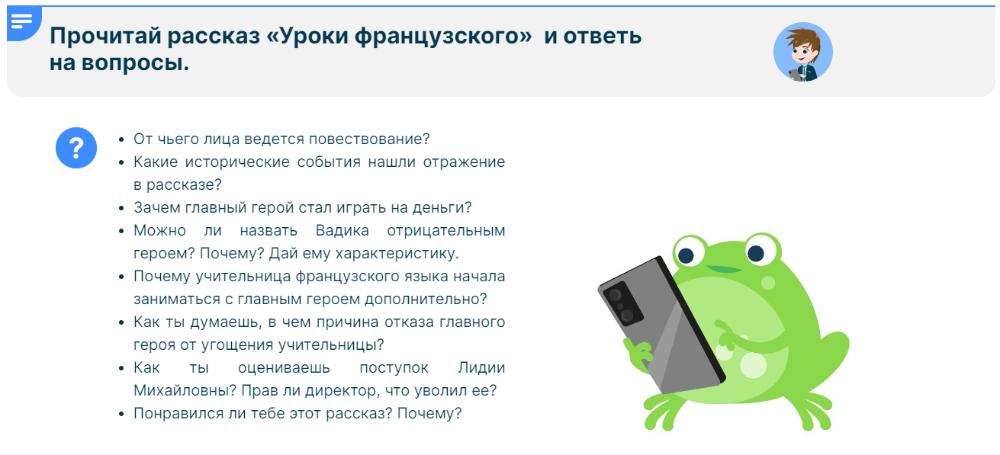 Прочитай рассказ «Уроки французского» и ответь
на вопросы.
?
• От чьего лица ведется повествование?
• Какие исторические события нашли отражение
в рассказе?
• Зачем главный герой стал играть на деньги?
• Можно ли назвать Вадика отрицательным
героем? Почему? Дай ему характеристику.
• Почему учительница французского языка начала
заниматься с главным героем дополнительно?
• Как ты думаешь, в чем причина отказа главного
героя от угощения учительницы?
• Как ты оцениваешь поступок Лидии
Михайловны? Прав ли директор, что уволил ее?
• Понравился ли тебе этот рассказ? Почему?